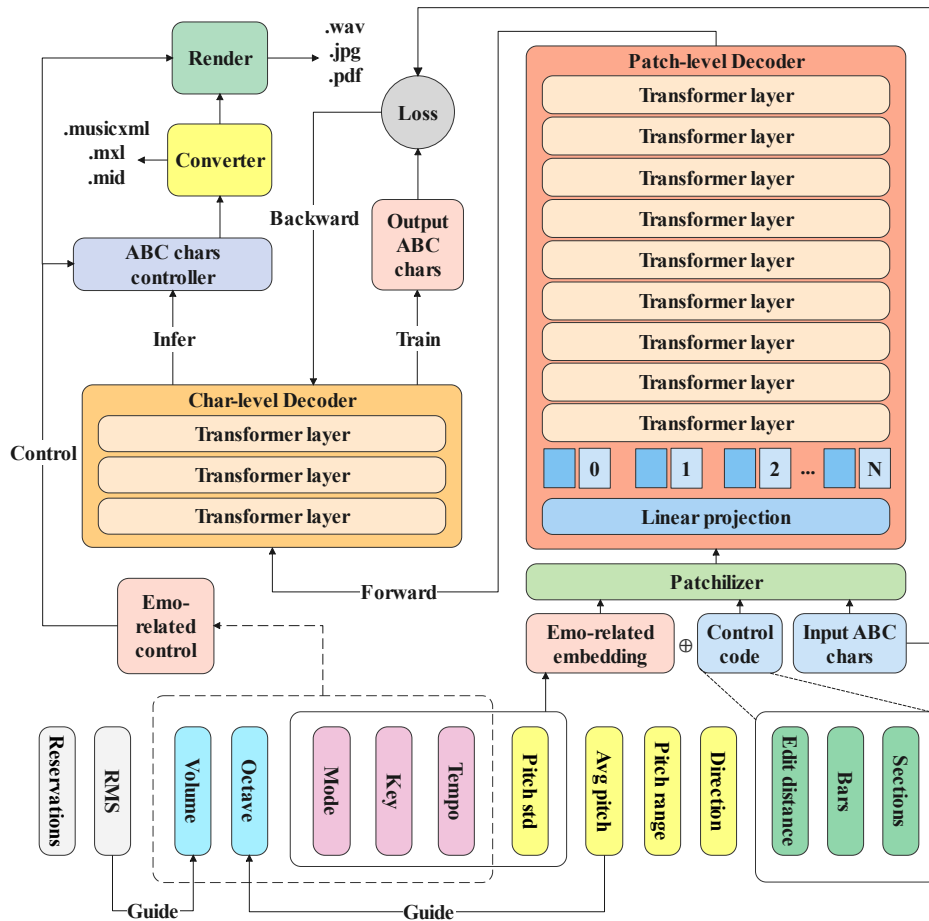 .wav
.jpg
.pdf
Render
.musicxml
.mxl
.mid
Converter
Loss
Backward
Output
ABC
chars
ABC chars
controller
Infer
Train
Char-level Decoder
Transformer layer
Transformer layer
Transformer layer
Control
Forward
Emo-
related
control
Patch-level Decoder
Transformer layer
Transformer layer
Transformer layer
Transformer layer
Transformer layer
Transformer layer
Transformer layer
Transformer layer
Transformer layer
0 1 2 ... N
Linear projection
Patchilizer
Emo-related
embedding
⊕
Control
code
Input ABC
chars
Reservations
RMS
Volume
Octave
Mode
Key
Tempo
Pitch std
Avg pitch
Pitch range
Direction
Edit distance
Bars
Sections
Guide
Guide